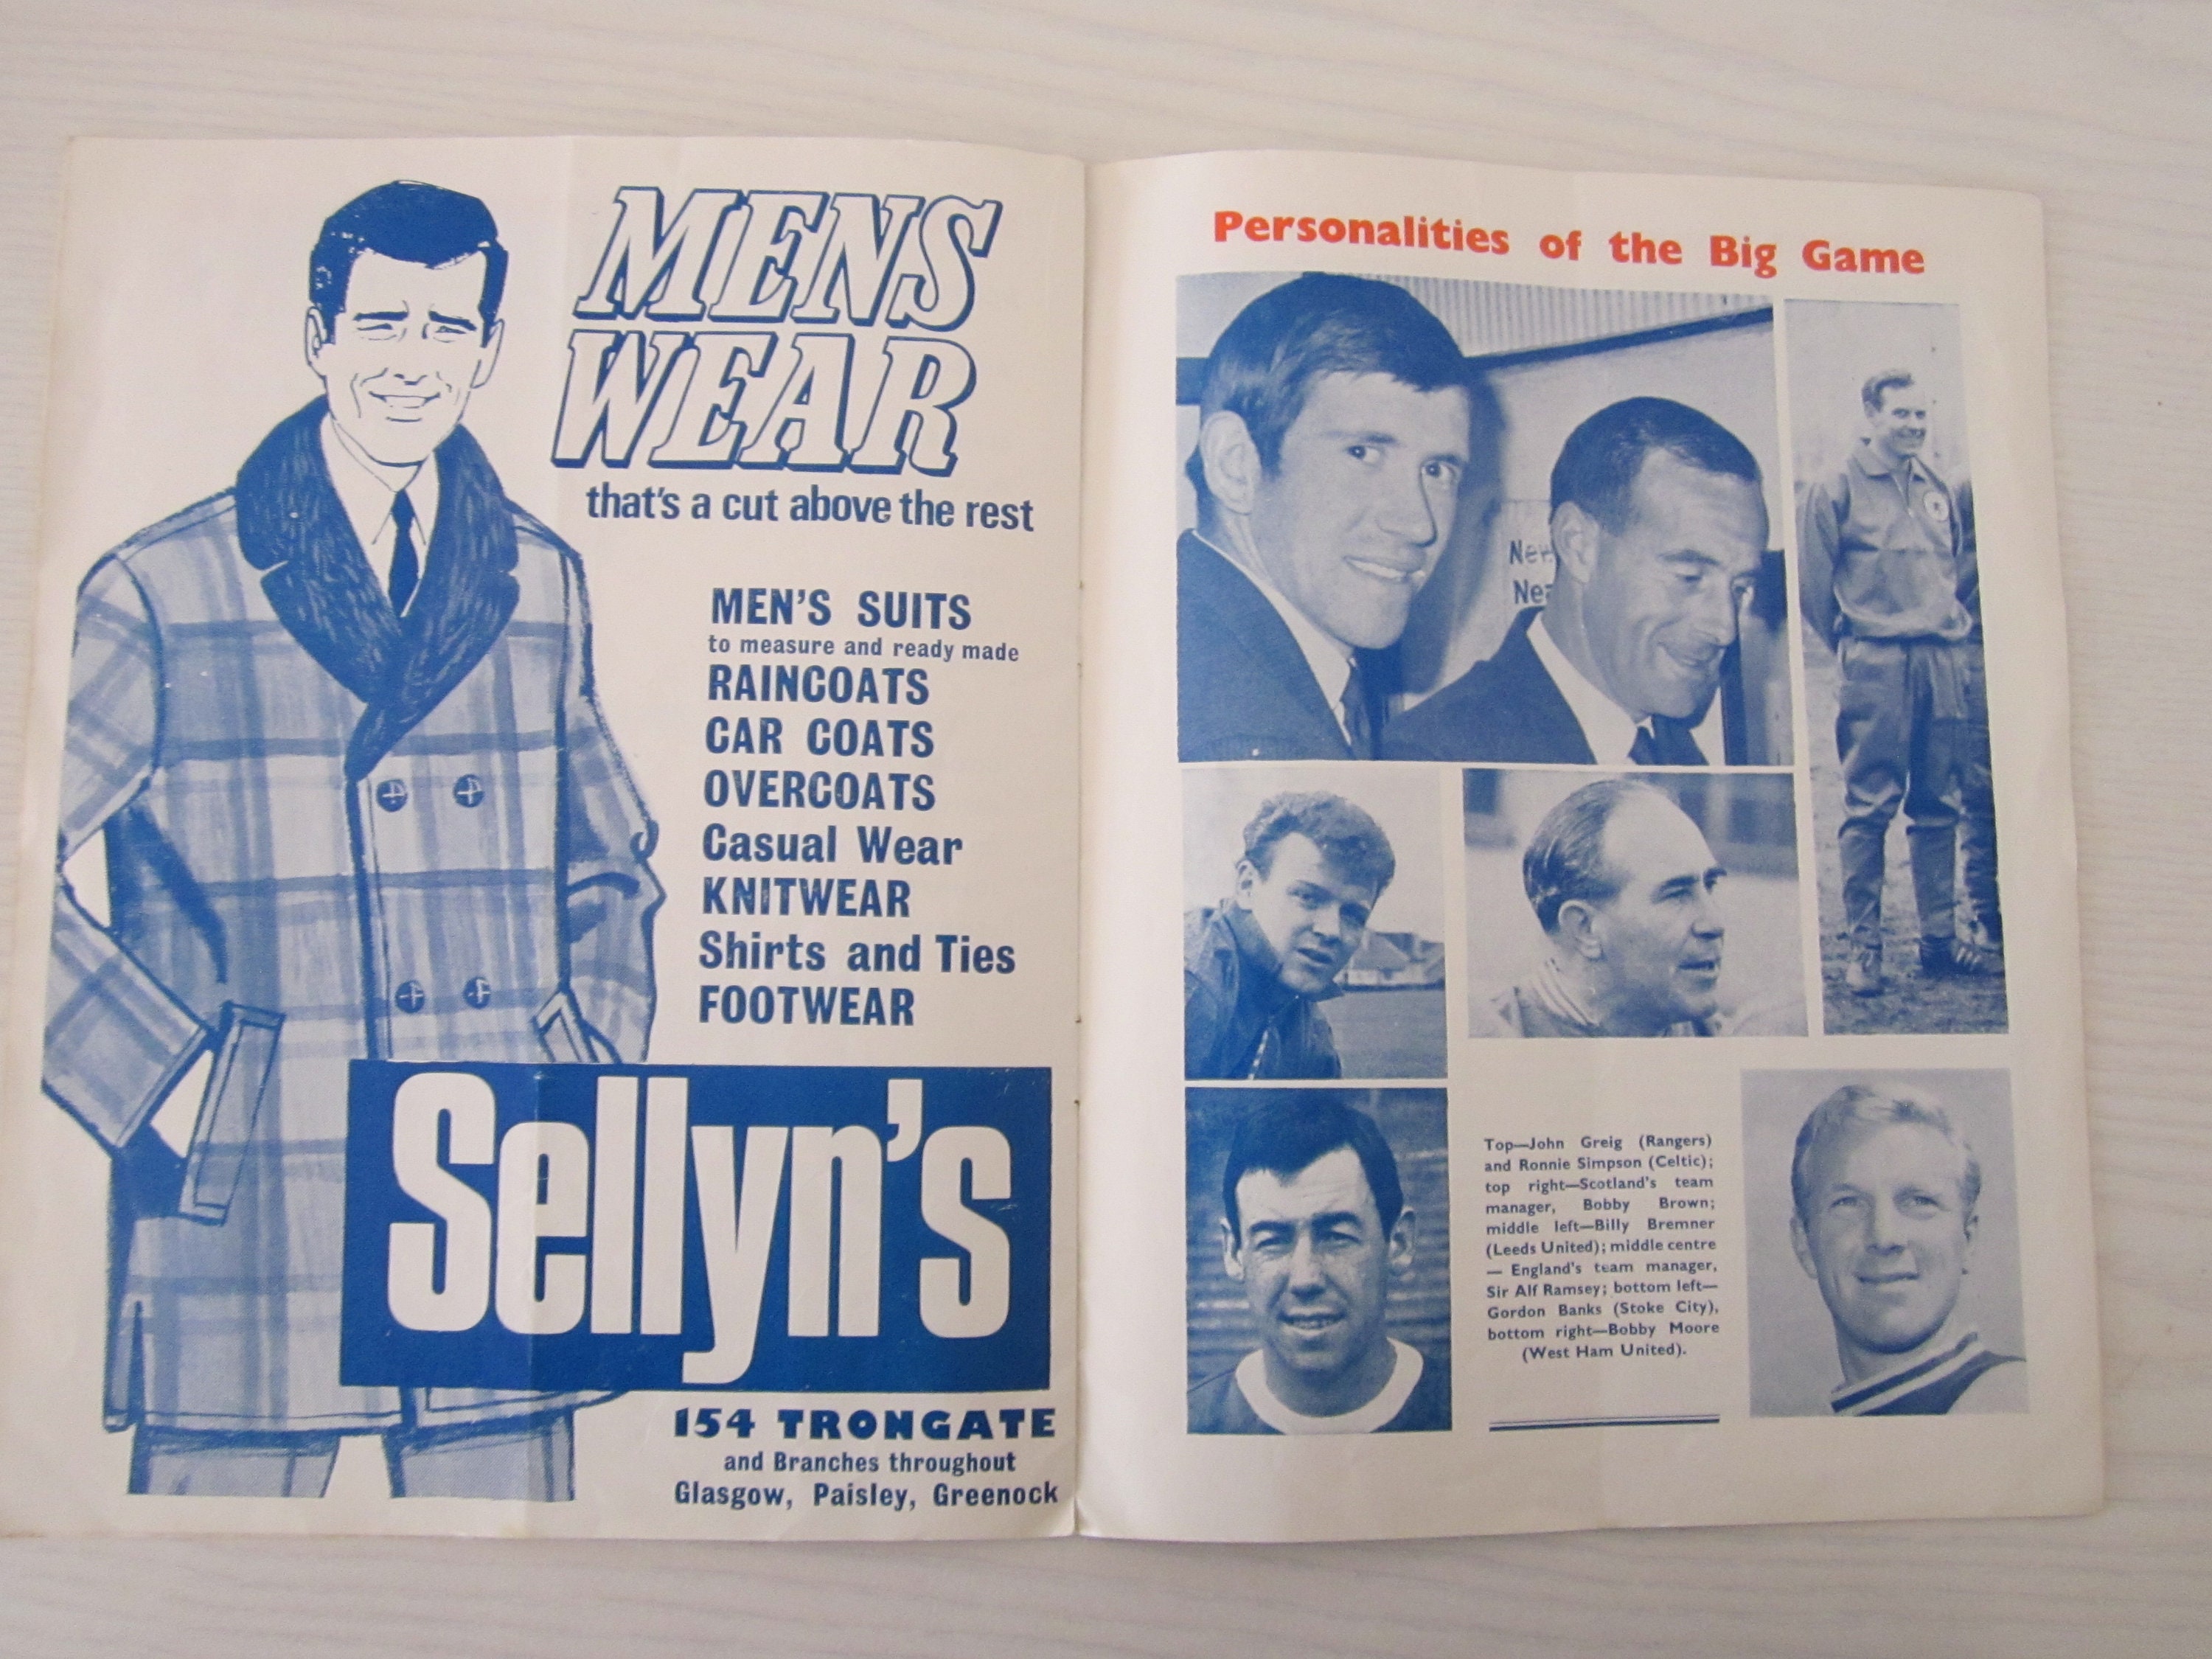 MENS
WEAR
that's a cut above the rest
MEN'S SUITS
to measure and ready made
RAINCOATS
CAR COATS
OVERCOATS
Casual Wear
KNITWEAR
Shirts and Ties
FOOTWEAR
Sellyn's
154 TRONGATE
and Branches throughout
Glasgow, Paisley, Greenock
Personalities of the Big Game
Top—John Greig (Rangers)
and Ronnie Simpson (Celtic);
top right—Scotland's team
manager, Bobby Brown;
middle left—Billy Bremner
(Leeds United); middle centre
— England's team manager,
Sir Alf Ramsey; bottom left—
Gordon Banks (Stoke City),
bottom right—Bobby Moore
(West Ham United).